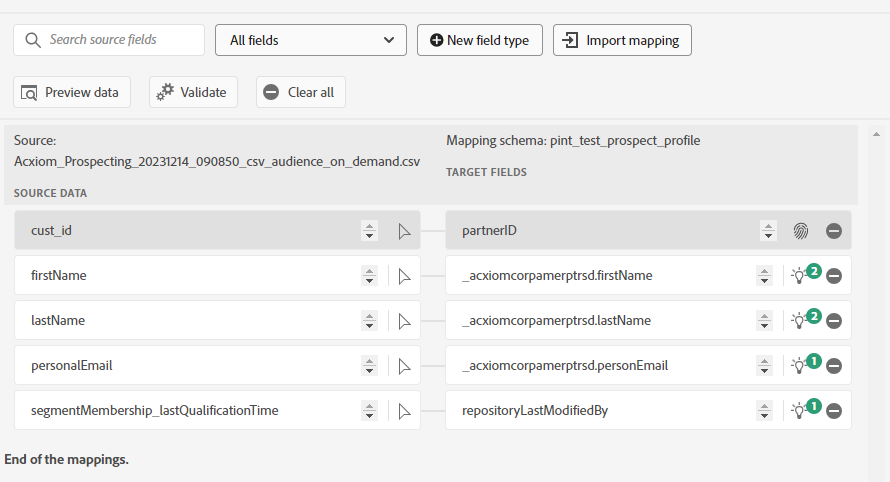 Search source fields
All fields
New field type
Import mapping
Preview data
Validate
Clear all
Source:
Acxiom_Prospecting_20231214_090850_csv_audience_on_demand.csv
Mapping schema: pint_test_prospect_profile
SOURCE DATA
TARGET FIELDS
cust_id
partnerID
firstName
_acxiomcorpamerptrsd.firstName
2
lastName
_acxiomcorpamerptrsd.lastName
2
personalEmail
_acxiomcorpamerptrsd.personEmail
1
segmentMembership_lastQualificationTime
repositoryLastModifiedBy
1
End of the mappings.